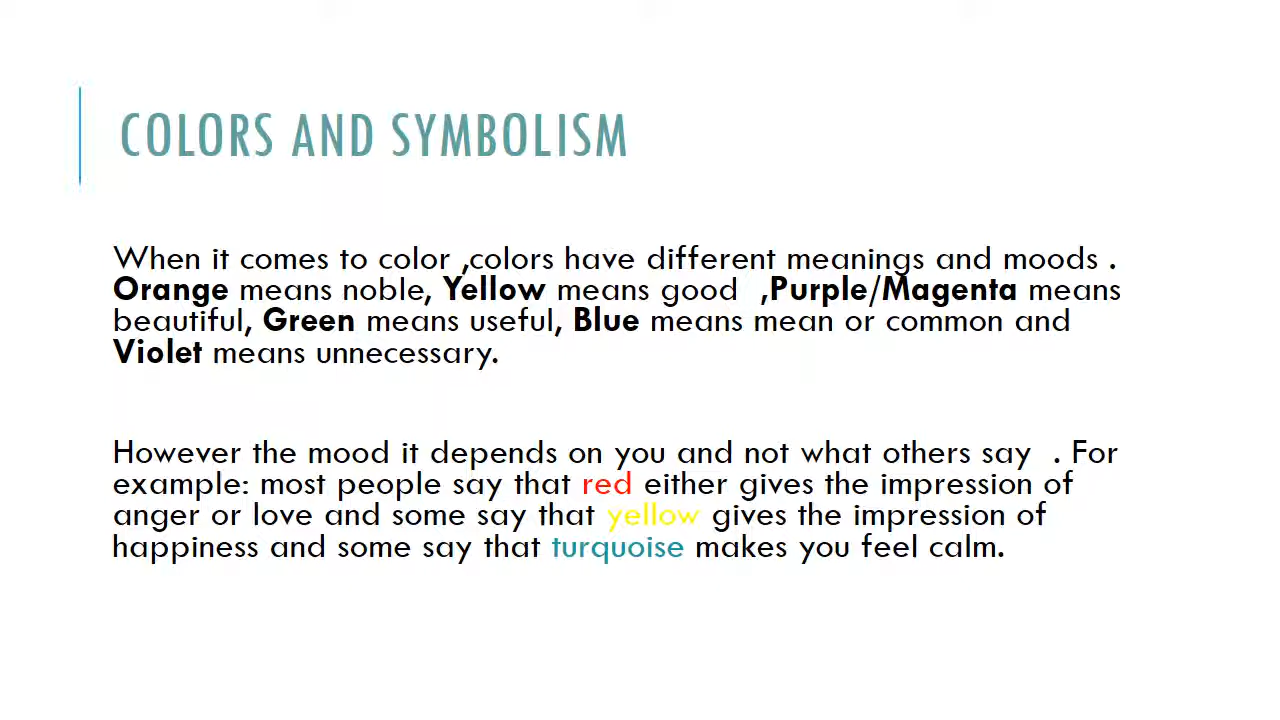 COLORS AND SYMBOLISM
When it comes to color ,colors have different meanings and moods .
Orange means noble, Yellow means good  ,Purple/Magenta means
beautiful, Green means useful, Blue means mean or common and
Violet means unnecessary.
However the mood it depends on you and not what others say  . For
example: most people say that red either gives the impression of
anger or love and some say that yellow gives the impression of
happiness and some say that turquoise makes you feel calm.